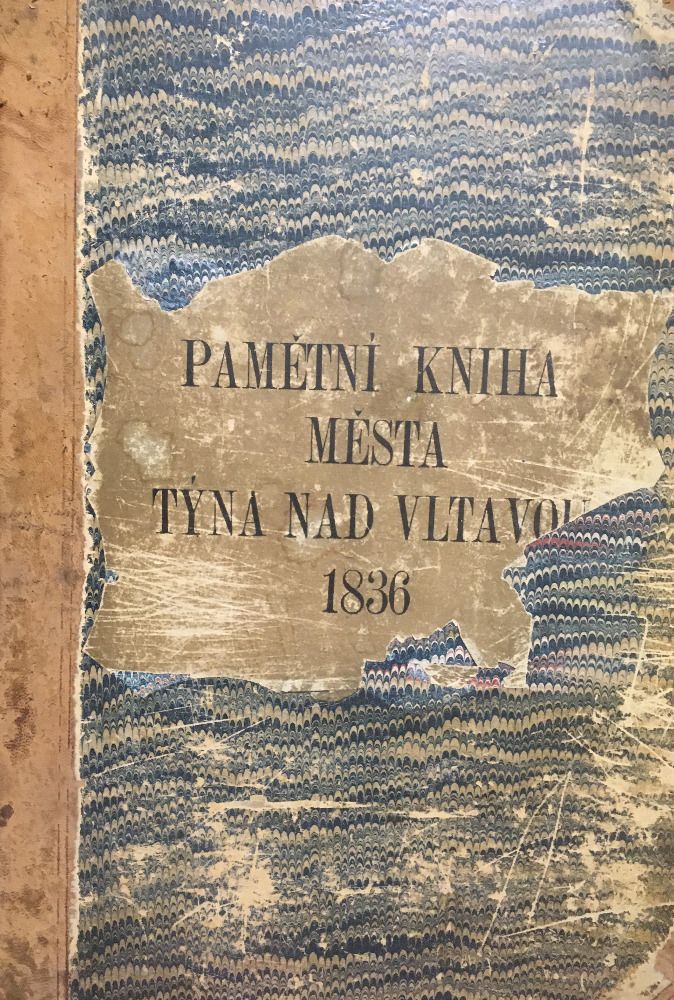 PAMĚTNÍ KNIHA
MĚSTA
TÝNA NAD VLTAVOU
1836